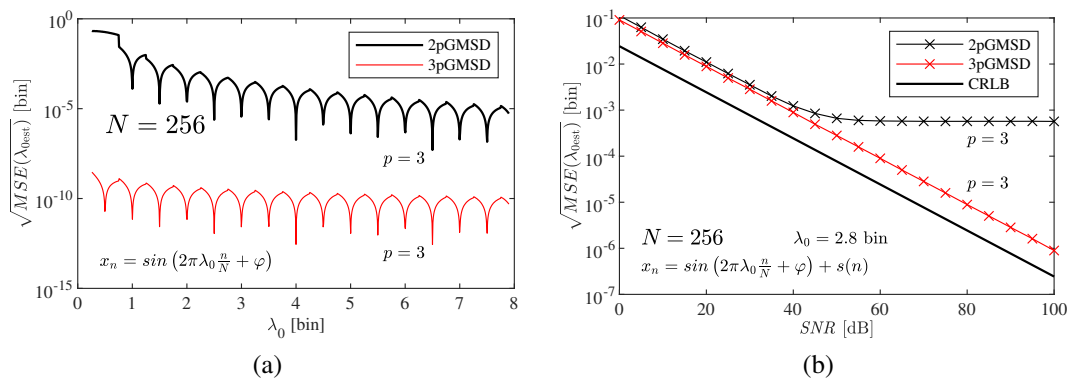 10^0
10^-5
10^-10
10^-15
√MSE(λ_0est) [bin]
2pGMSD
3pGMSD
N = 256
p = 3
p = 3
x_n = sin (2πλ_0 n/N + φ)
0 1 2 3 4 5 6 7 8
λ_0 [bin]
(a)
10^-1
10^-2
10^-3
10^-4
10^-5
10^-6
10^-7
√MSE(λ_0est) [bin]
2pGMSD
3pGMSD
CRLB
p = 3
p = 3
N = 256 λ_0 = 2.8 bin
x_n = sin (2πλ_0 n/N + φ) + s(n)
0 20 40 60 80 100
SNR [dB]
(b)